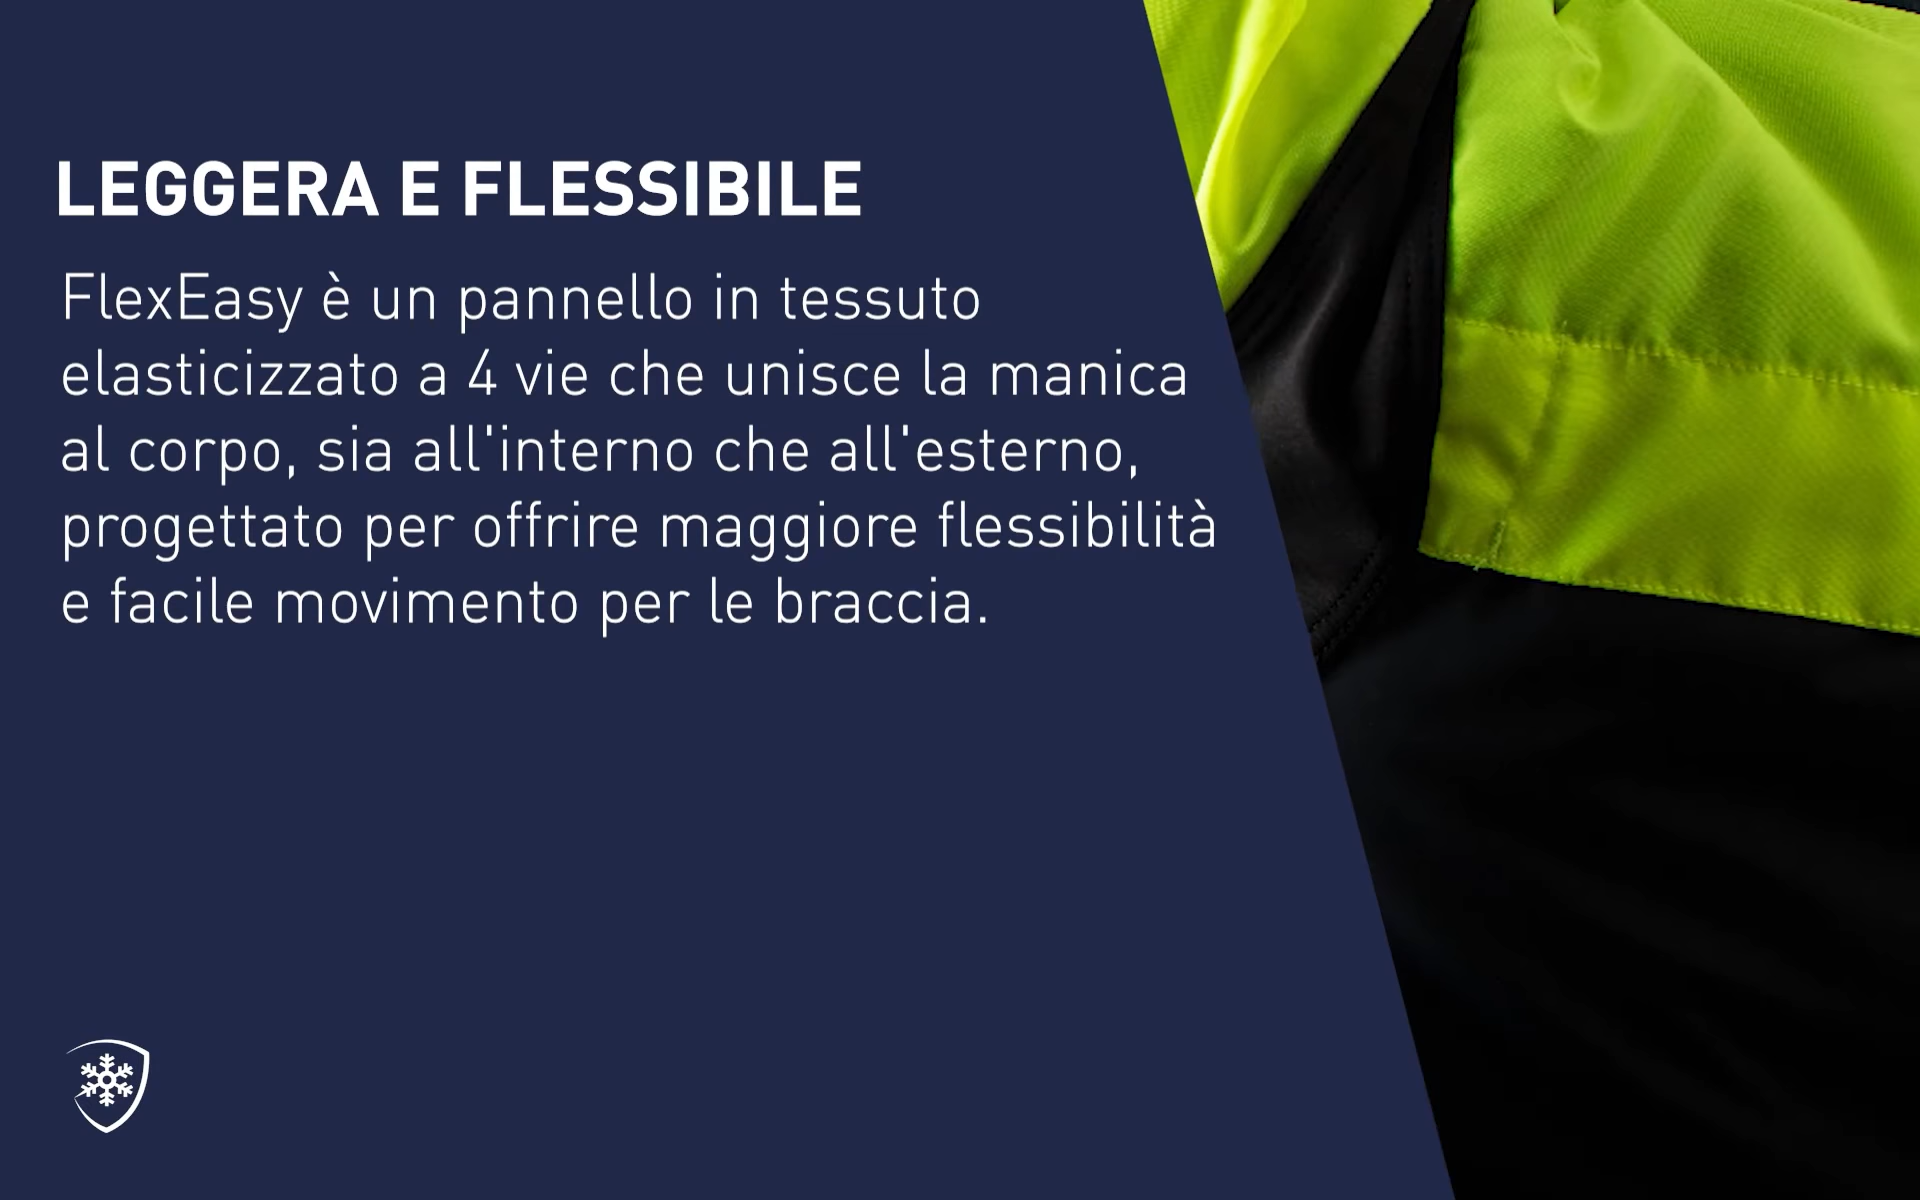 LEGGERA E FLESSIBILE
FlexEasy è un pannello in tessuto
elasticizzato a 4 vie che unisce la manica
al corpo, sia all'interno che all'esterno,
progettato per offrire maggiore flessibilità
e facile movimento per le braccia.